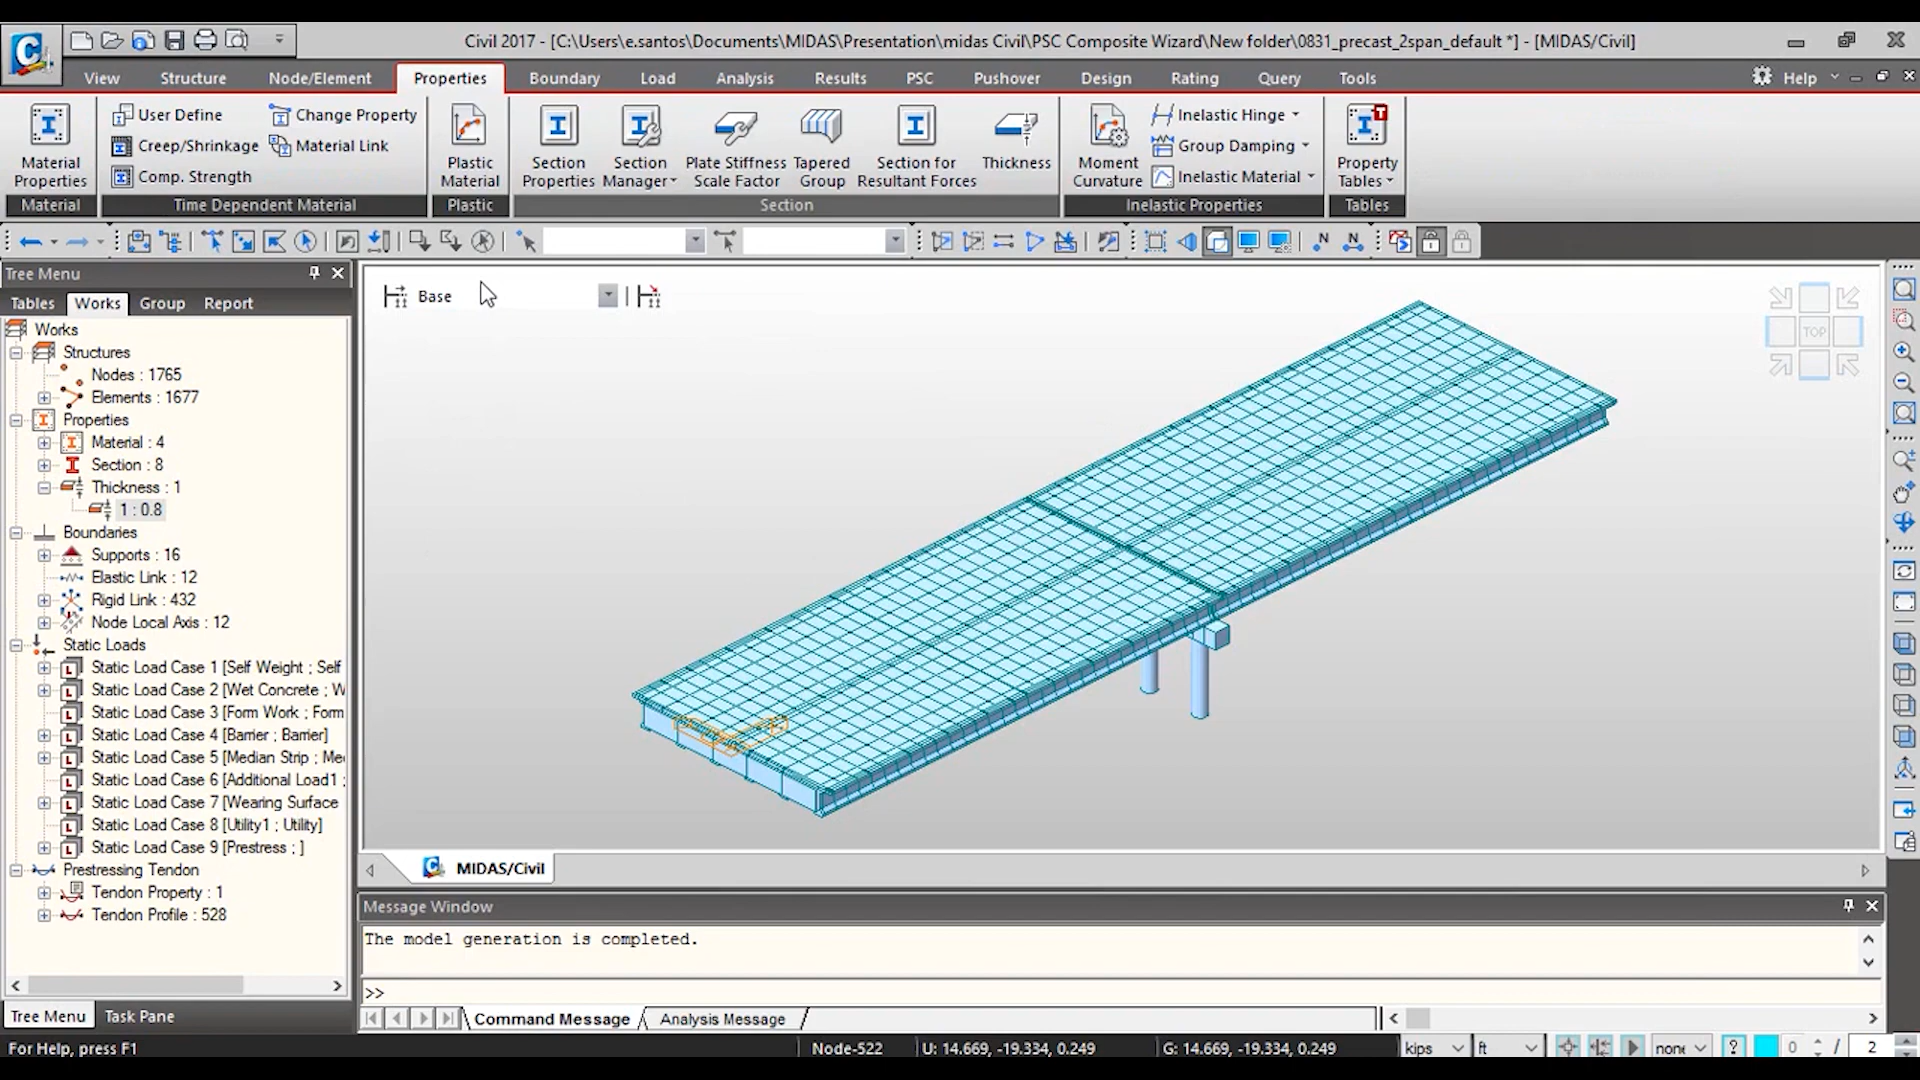 Civil 2017 - [C:\Users\e.santos\Documents\MIDAS\Presentation\midas Civil\PSC Composite Wizard\New folder\0831_precast_2span_default *] - [MIDAS/Civil]
View Structure Node/Element Properties Boundary Load Analysis Results PSC Pushover Design Rating Query Tools Help
Material Properties
User Define
Creep/Shrinkage
Comp. Strength
Change Property
Material Link
Plastic Material
Section Properties
Section Manager
Plate Stiffness Scale Factor
Tapered Group
Section for Resultant Forces
Thickness
Moment Curvature
Inelastic Hinge
Group Damping
Inelastic Material
Property Tables
Material Time Dependent Material Plastic Section Inelastic Properties Tables
Tree Menu
Tables Works Group Report
Works
Structures
Nodes : 1765
Elements : 1677
Properties
Material : 4
Section : 8
Thickness : 1
1 : 0.8
Boundaries
Supports : 16
Elastic Link : 12
Rigid Link : 432
Node Local Axis : 12
Static Loads
Static Load Case 1 [Self Weight ; Self
Static Load Case 2 [Wet Concrete ; W
Static Load Case 3 [Form Work ; Form
Static Load Case 4 [Barrier ; Barrier]
Static Load Case 5 [Median Strip ; Me
Static Load Case 6 [Additional Load1 ;
Static Load Case 7 [Wearing Surface
Static Load Case 8 [Utility1 ; Utility]
Static Load Case 9 [Prestress ; ]
Prestressing Tendon
Tendon Property : 1
Tendon Profile : 528
Tree Menu Task Pane
Base
TOP
MIDAS/Civil
Message Window
The model generation is completed.
>>
Command Message Analysis Message
For Help, press F1
Node-522
U: 14.669, -19.334, 0.249
G: 14.669, -19.334, 0.249
kips
ft
none
?
0 / 2